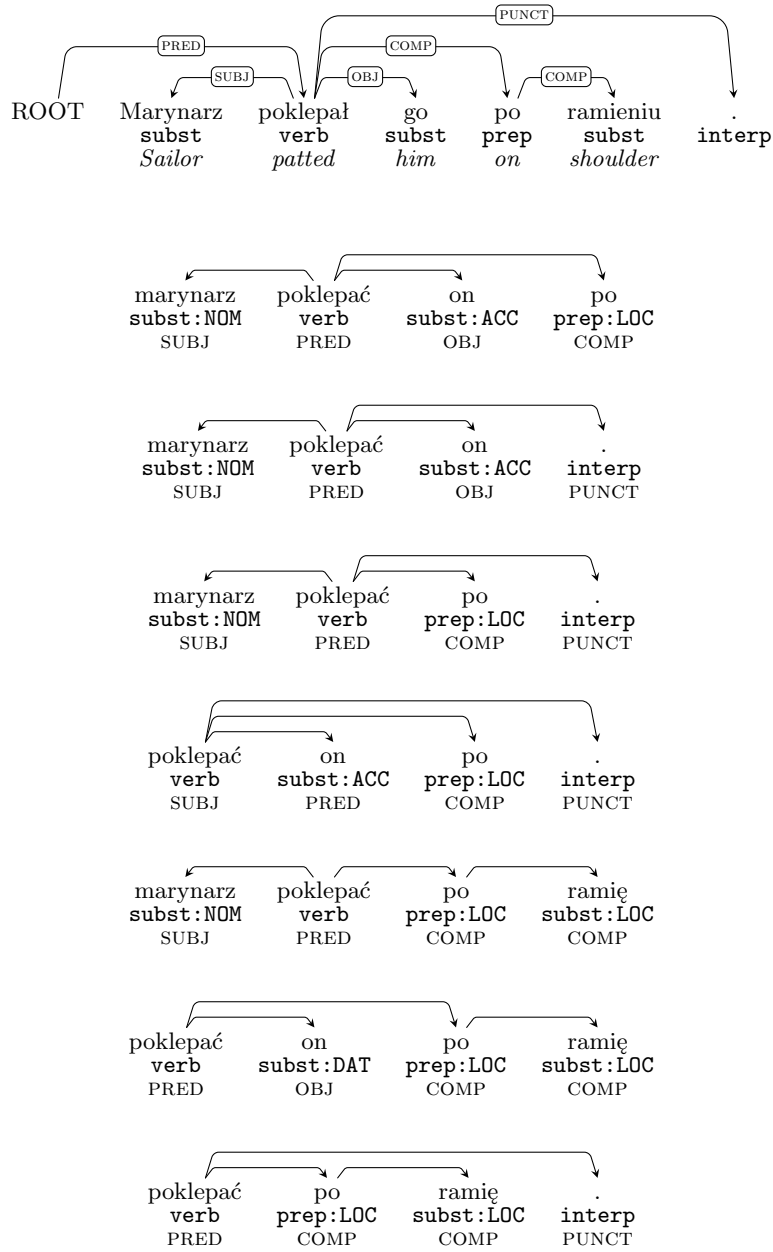 PUNCT
PRED COMP
SUBJ OBJ COMP
ROOT Marynarz poklepał go po ramieniu .
subst verb subst prep subst interp
Sailor patted him on shoulder
marynarz poklepać on po
subst:NOM verb subst:ACC prep:LOC
SUBJ PRED OBJ COMP
marynarz poklepać on .
subst:NOM verb subst:ACC interp
SUBJ PRED OBJ PUNCT
marynarz poklepać po .
subst:NOM verb prep:LOC interp
SUBJ PRED COMP PUNCT
poklepać on po .
verb subst:ACC prep:LOC interp
SUBJ PRED COMP PUNCT
marynarz poklepać po ramię
subst:NOM verb prep:LOC subst:LOC
SUBJ PRED COMP COMP
poklepać on po ramię
verb subst:DAT prep:LOC subst:LOC
PRED OBJ COMP COMP
poklepać po ramię .
verb prep:LOC subst:LOC interp
PRED COMP COMP PUNCT